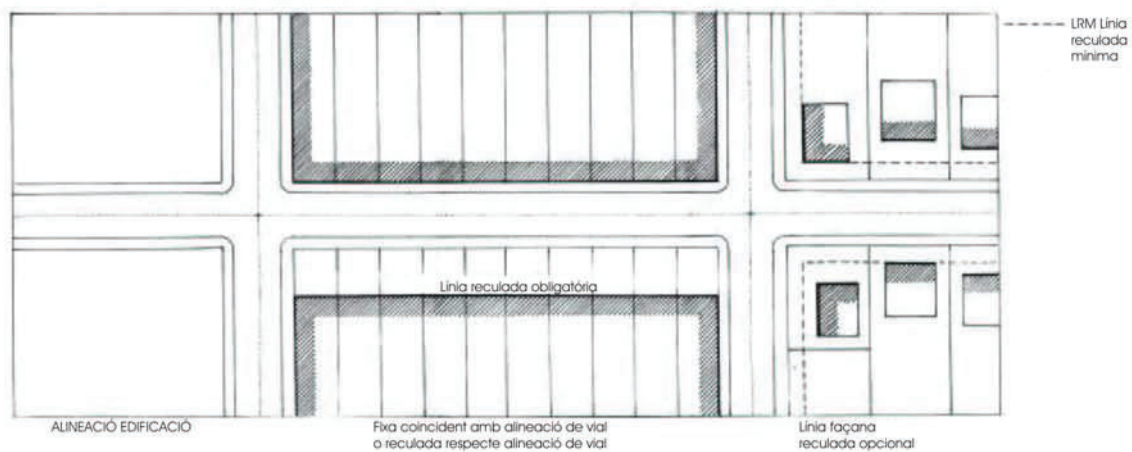 LRM Línia
reculada
mínima
Línia reculada obligatória
ALINEACIÓ EDIFICACIÓ
Fixa coincident amb alineació de vial
o reculada respecte alineació de vial
Línia façana
reculada opcional